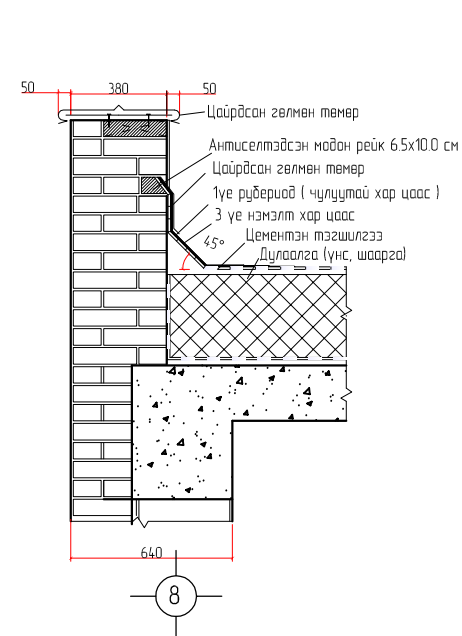 50 380 50
Цайрдсан гөлмөн төмөр
Антиселтэдсэн модон рейк 6.5x10.0 см
Цайрдсан гөлмөн төмөр
1үе рубериод ( чулуутай хар цаас )
3 үе нэмэлт хар цаас
45°
Цементэн тэгшилгээ
Дулаалга (үнс, шаарга)
640
8